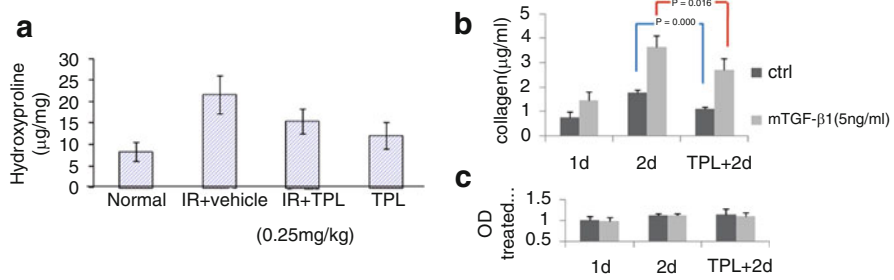 a
Hydroxyproline
(μg/mg)
30
25
20
15
10
5
0
Normal IR+vehicle IR+TPL TPL
(0.25mg/kg)
b
P = 0.016
P = 0.000
collagen(μg/ml)
5
4
3
2
1
0
1d 2d TPL+2d
ctrl
mTGF-β1(5ng/ml)
c
OD
treated...
1.5
1
0.5
1d 2d TPL+2d